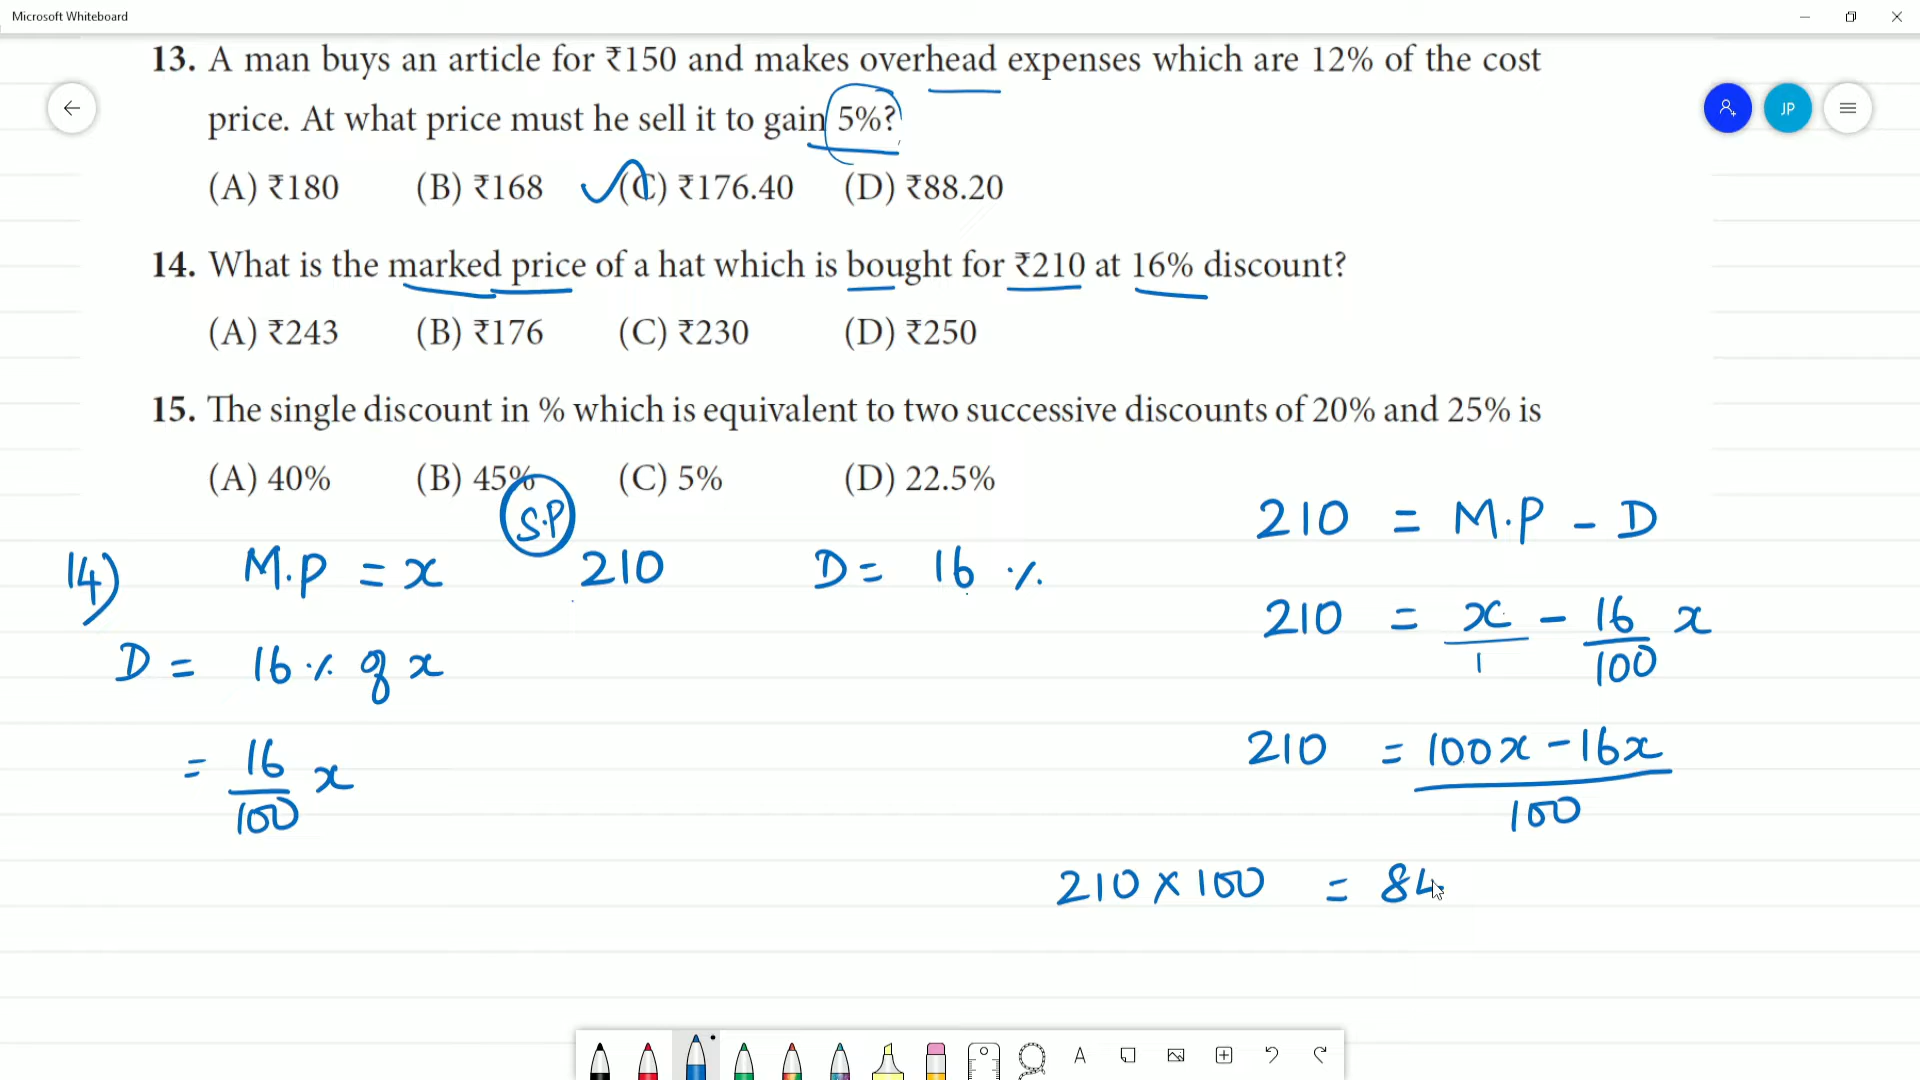 Microsoft Whiteboard
13. A man buys an article for ₹150 and makes overhead expenses which are 12% of the cost
price. At what price must he sell it to gain 5%?
(A) ₹180 (B) ₹168 (C) ₹176.40 (D) ₹88.20
JP
14. What is the marked price of a hat which is bought for ₹210 at 16% discount?
(A) ₹243 (B) ₹176 (C) ₹230 (D) ₹250
15. The single discount in % which is equivalent to two successive discounts of 20% and 25% is
(A) 40% (B) 45% (C) 5% (D) 22.5%
14) M.P = x S.P 210 D = 16 %
D = 16 % of x
= 16/100 x
210 = M.P - D
210 = x/1 - 16/100 x
210 = 100x - 16x / 100
210 × 100 = 84
A